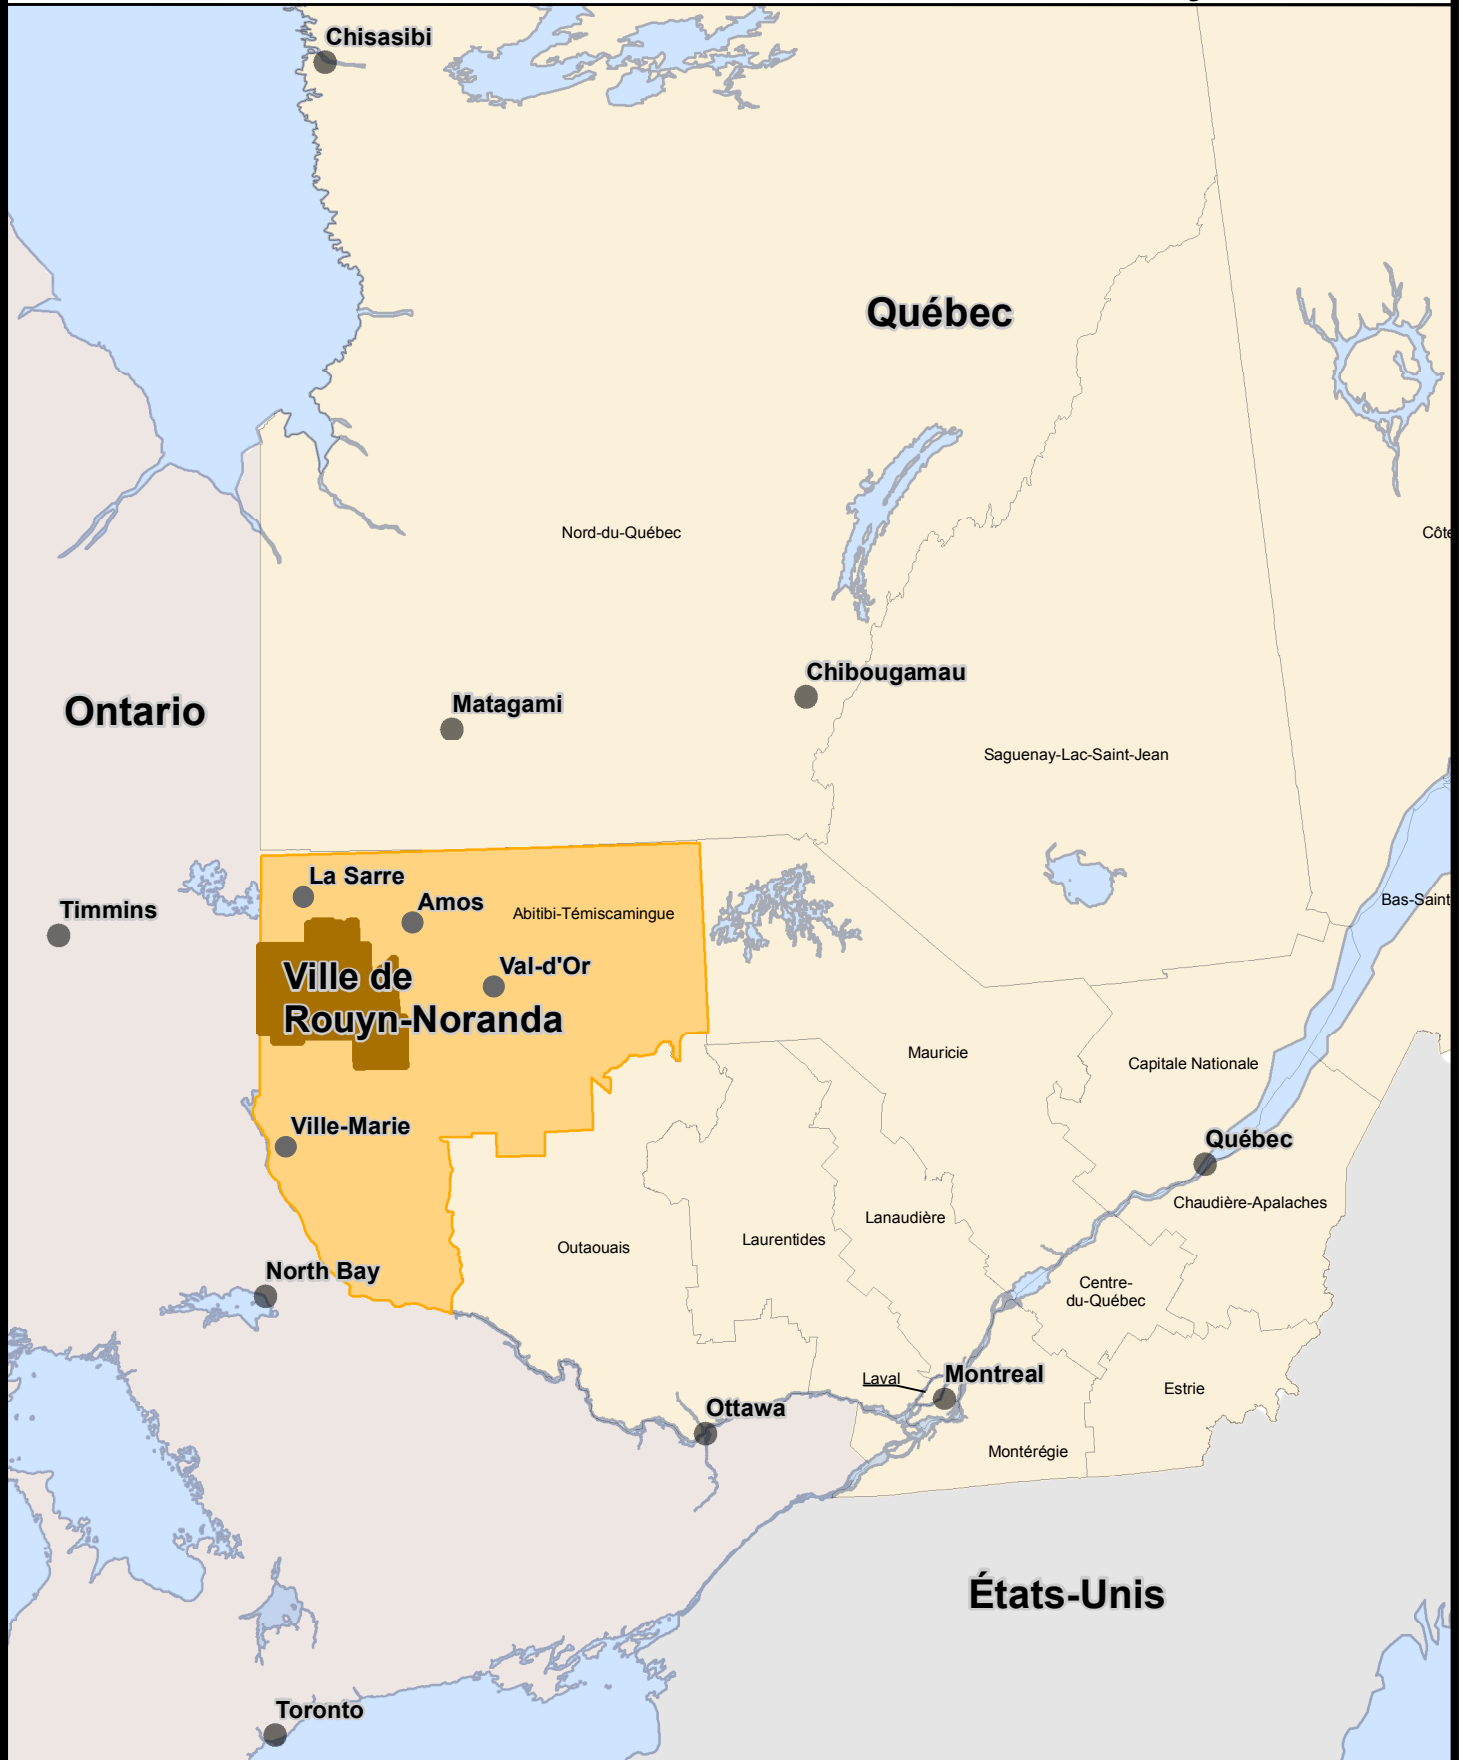 Chisasibi
Québec
Nord-du-Québec
Côte
Chibougamau
Matagami
Ontario
Saguenay-Lac-Saint-Jean
La Sarre
Amos
Abitibi-Témiscamingue
Bas-Saint
Timmins
Val-d'Or
Ville de
Rouyn-Noranda
Mauricie
Capitale Nationale
Ville-Marie
Québec
Chaudière-Apalaches
Lanaudière
Laurentides
Outaouais
North Bay
Centre-
du-Québec
Laval
Montreal
Estrie
Ottawa
Montérégie
États-Unis
Toronto